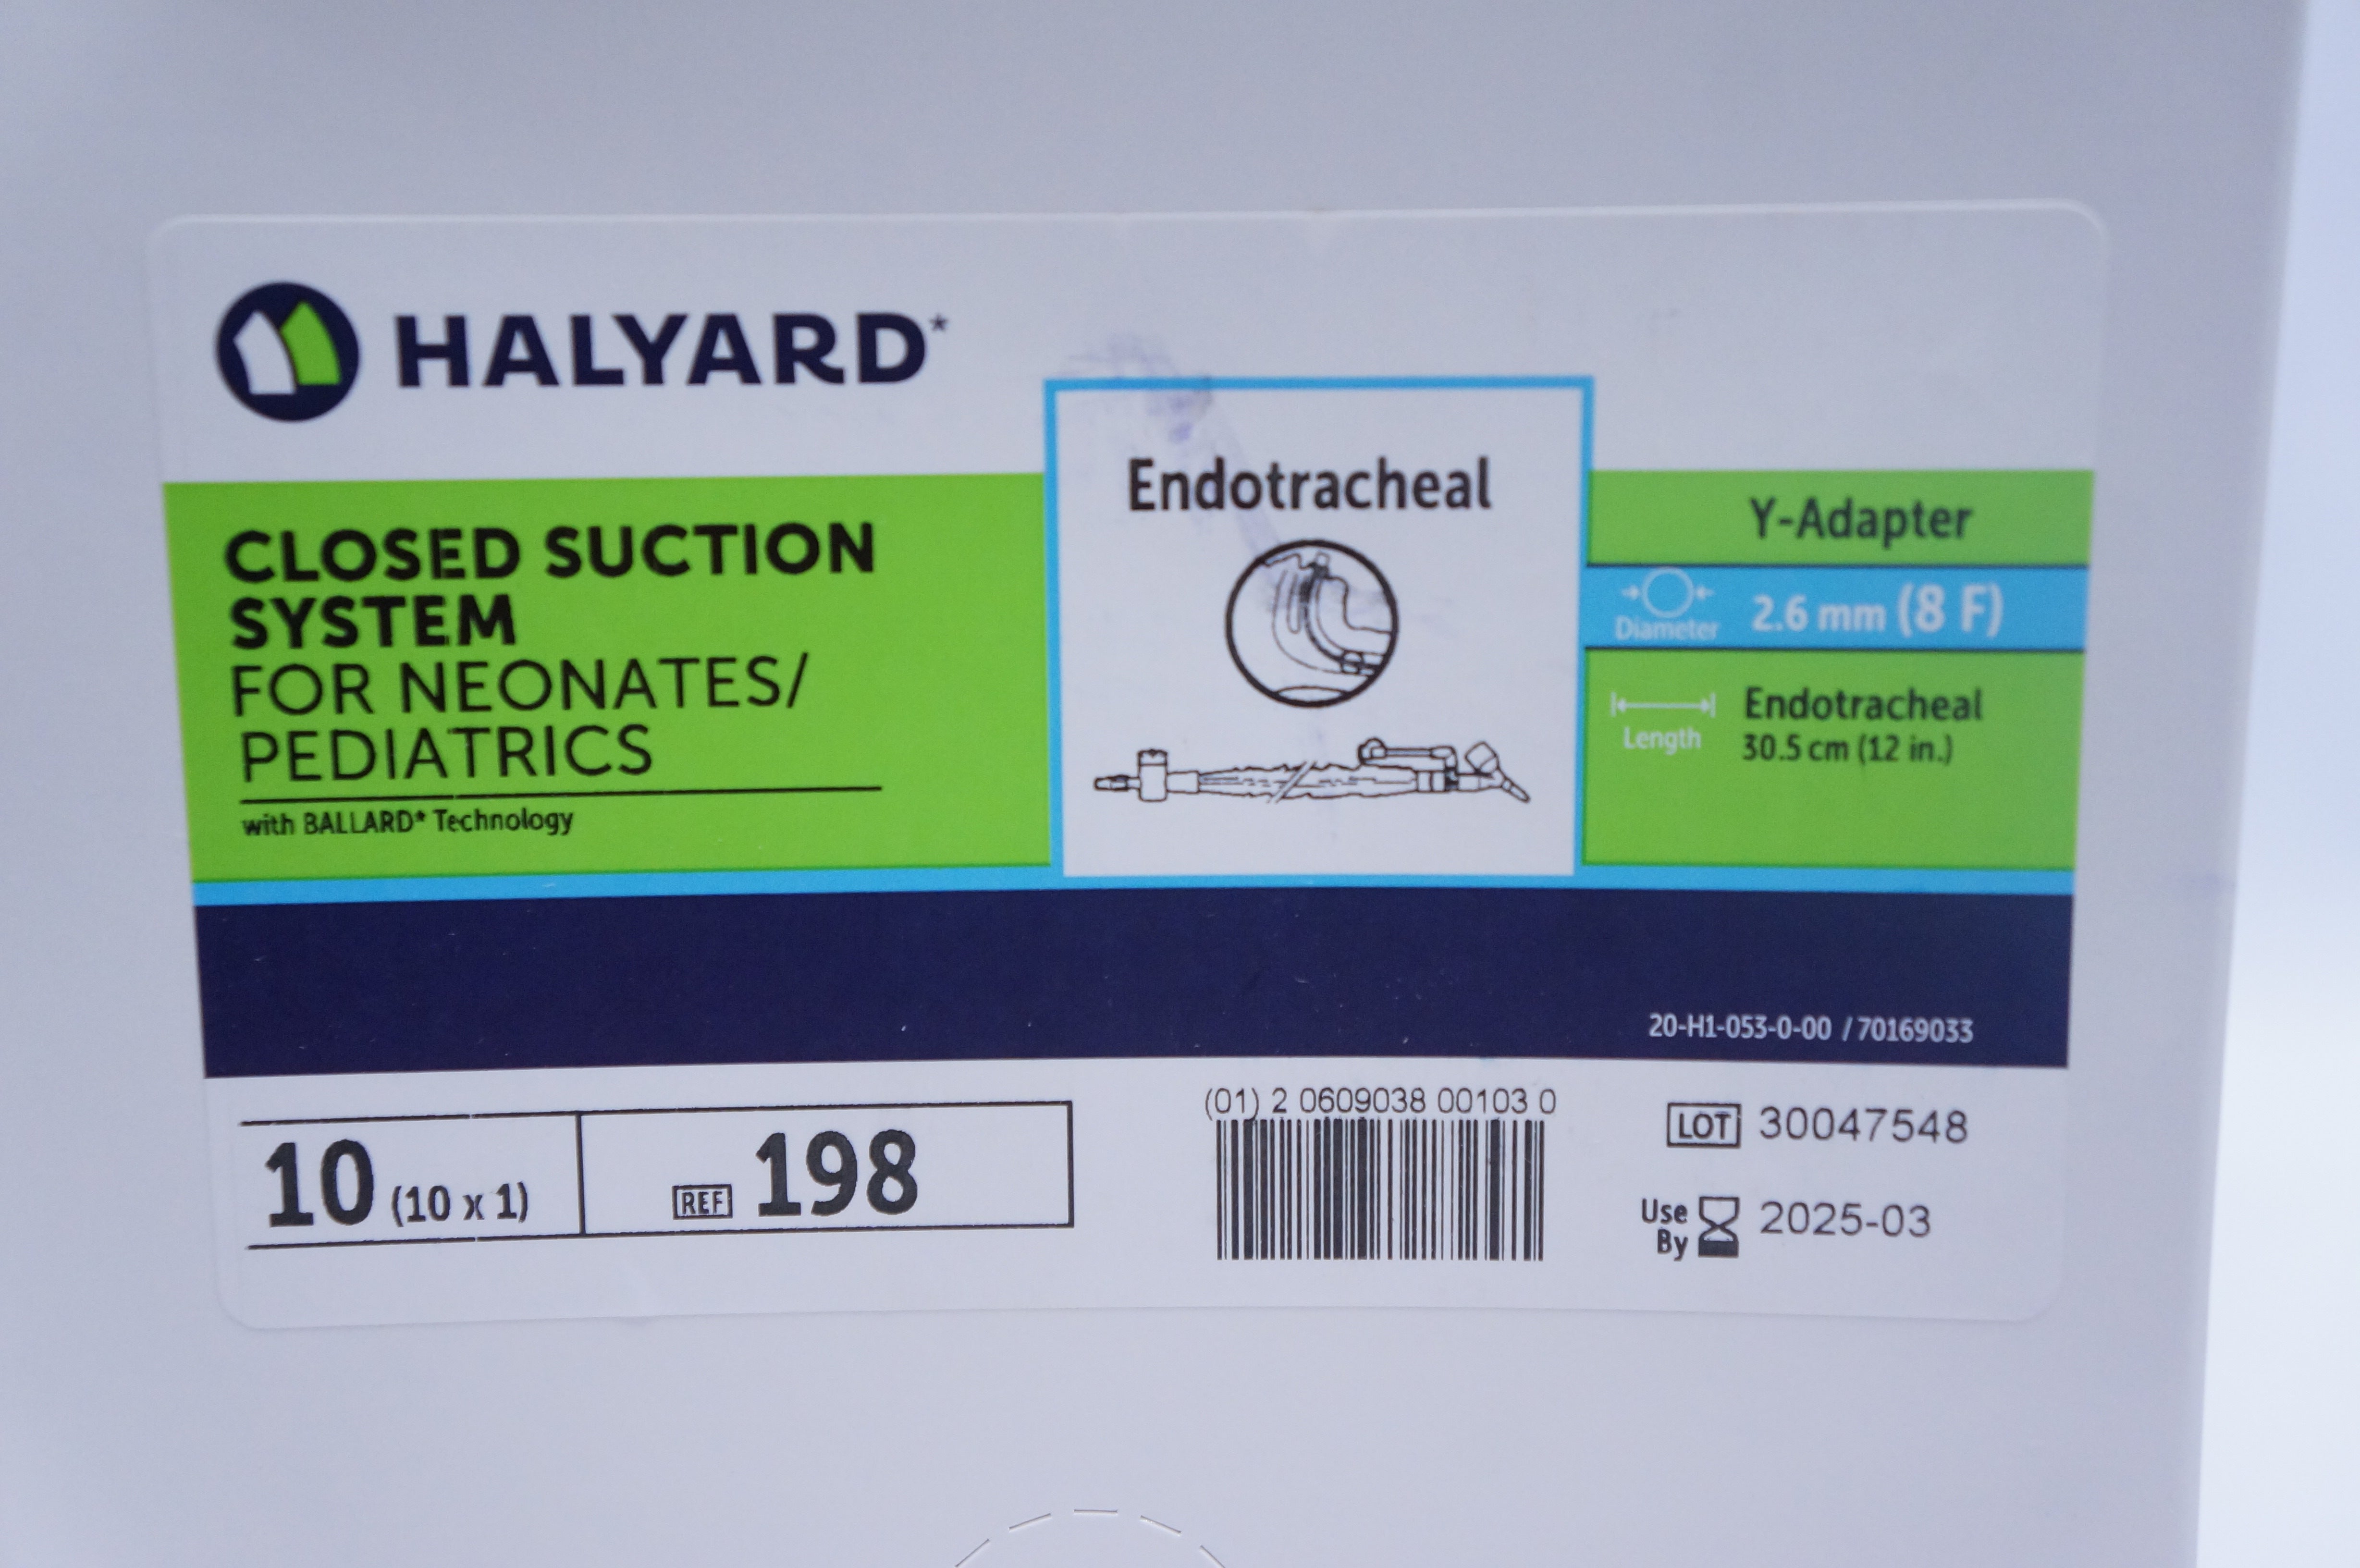 HALYARD*
CLOSED SUCTION
SYSTEM
FOR NEONATES/
PEDIATRICS
with BALLARD* Technology
Endotracheal
Y-Adapter
Diameter
2.6 mm (8 F)
Length
Endotracheal
30.5 cm (12 in.)
20-H1-053-0-00 / 70169033
10 (10 x 1)
REF 198
(01) 2 0609038 00103 0
LOT 30047548
Use
By
2025-03